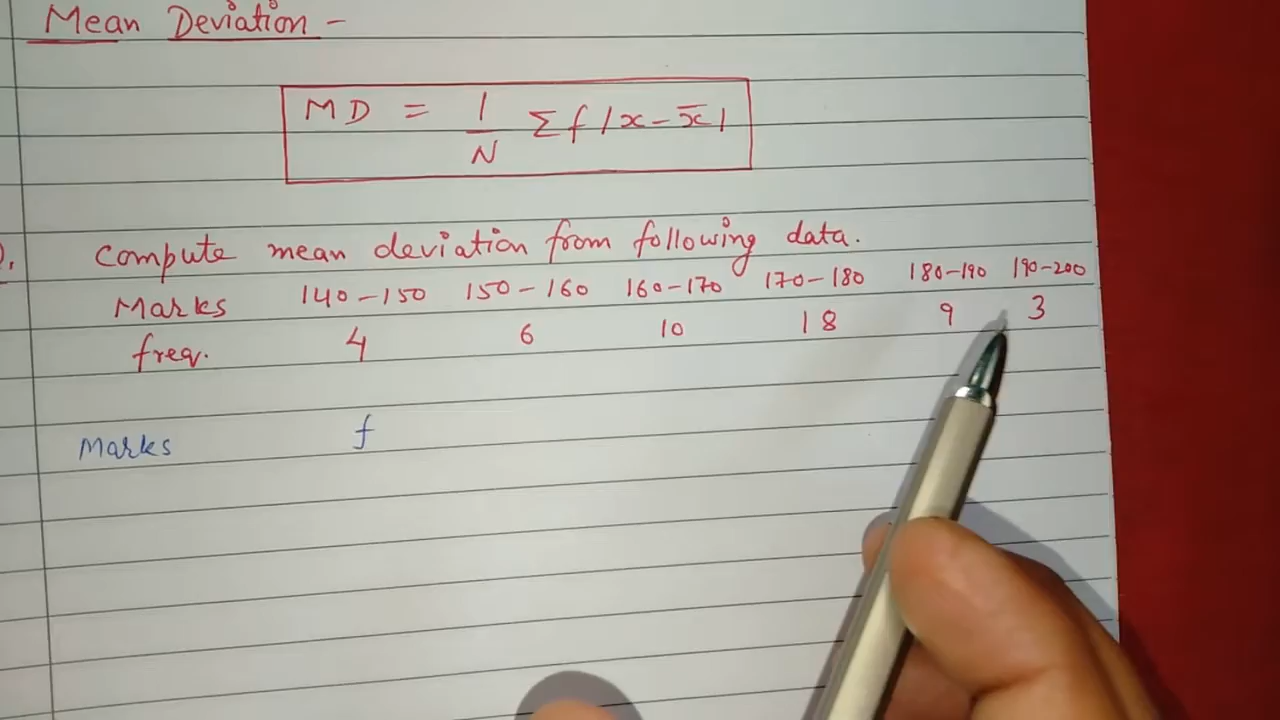 Mean Deviation -
MD = 1/N Σf|x-x̄|
Compute mean deviation from following data.
Marks 140-150 150-160 160-170 170-180 180-190 190-200
freq. 4 6 10 18 9 3
Marks f